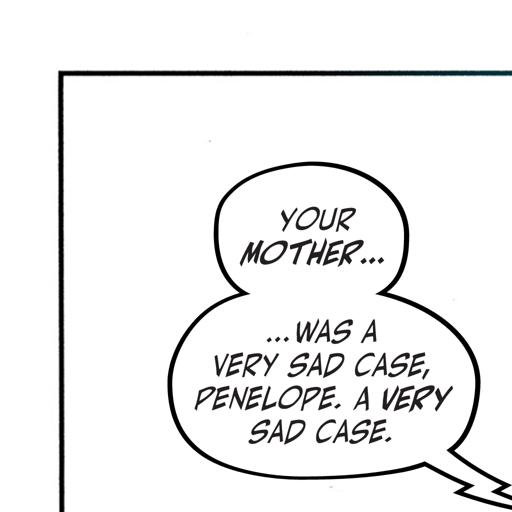 YOUR
MOTHER...
...WAS A
VERY SAD CASE,
PENELOPE. A VERY
SAD CASE.